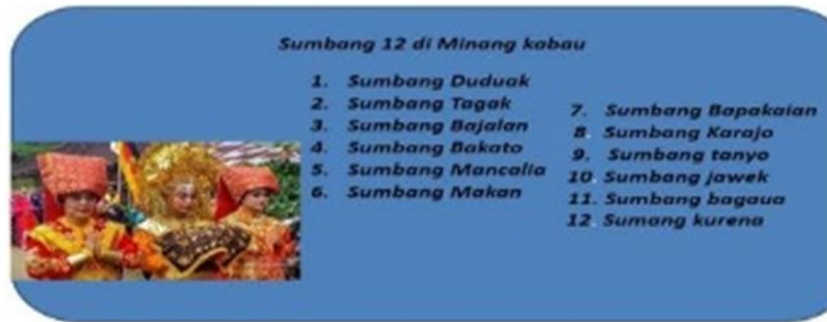 Sumbang 12 di Minang kabau
1. Sumbang Duduak
2. Sumbang Tagak
3. Sumbang Bajalan
4. Sumbang Bakato
5. Sumbang Mancalia
6. Sumbang Makan
7. Sumbang Bapakaian
8. Sumbang Karajo
9. Sumbang tanyo
10. Sumbang jawek
11. Sumbang bagaua
12. Sumang kurena